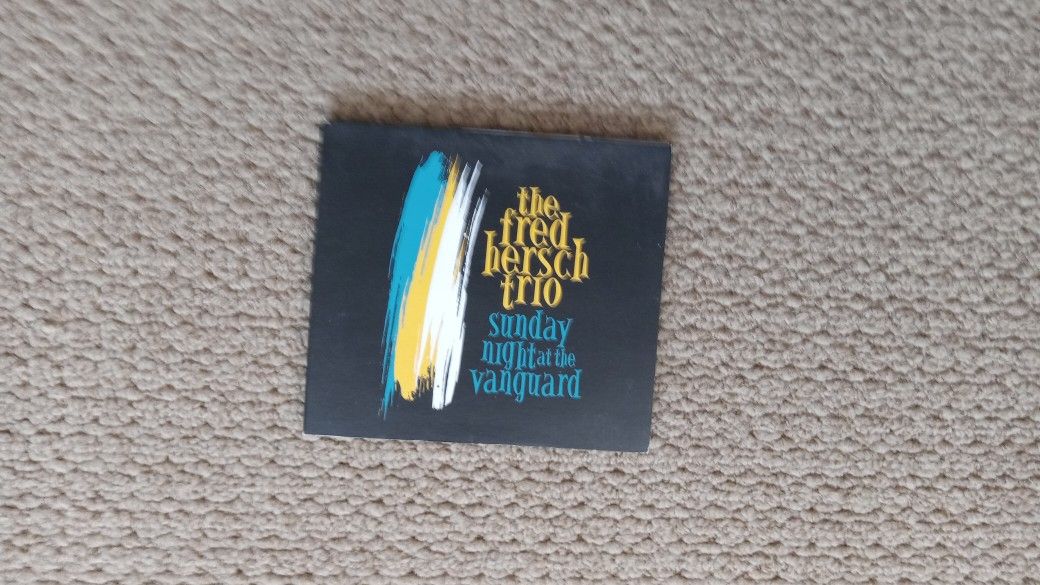 the
fred
hersch
trio
sunday
night at the
vanguard